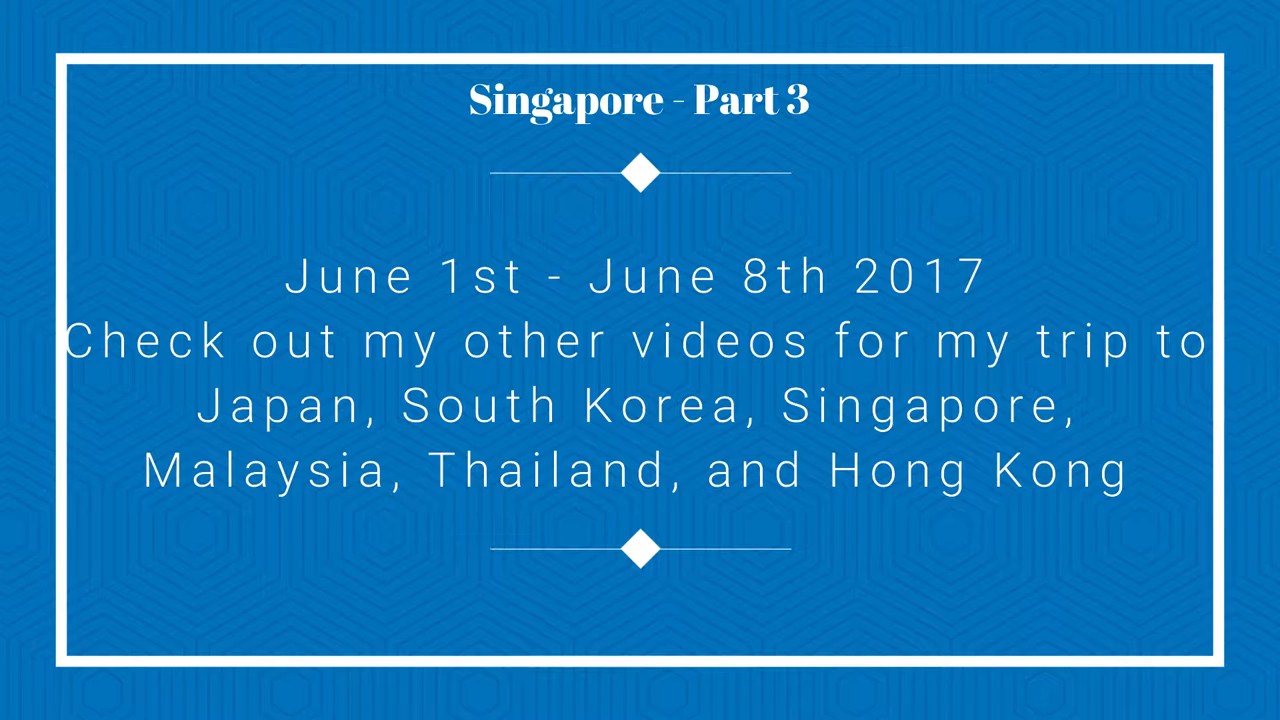 Singapore - Part 3
June 1st - June 8th 2017
Check out my other videos for my trip to
Japan, South Korea, Singapore,
Malaysia, Thailand, and Hong Kong